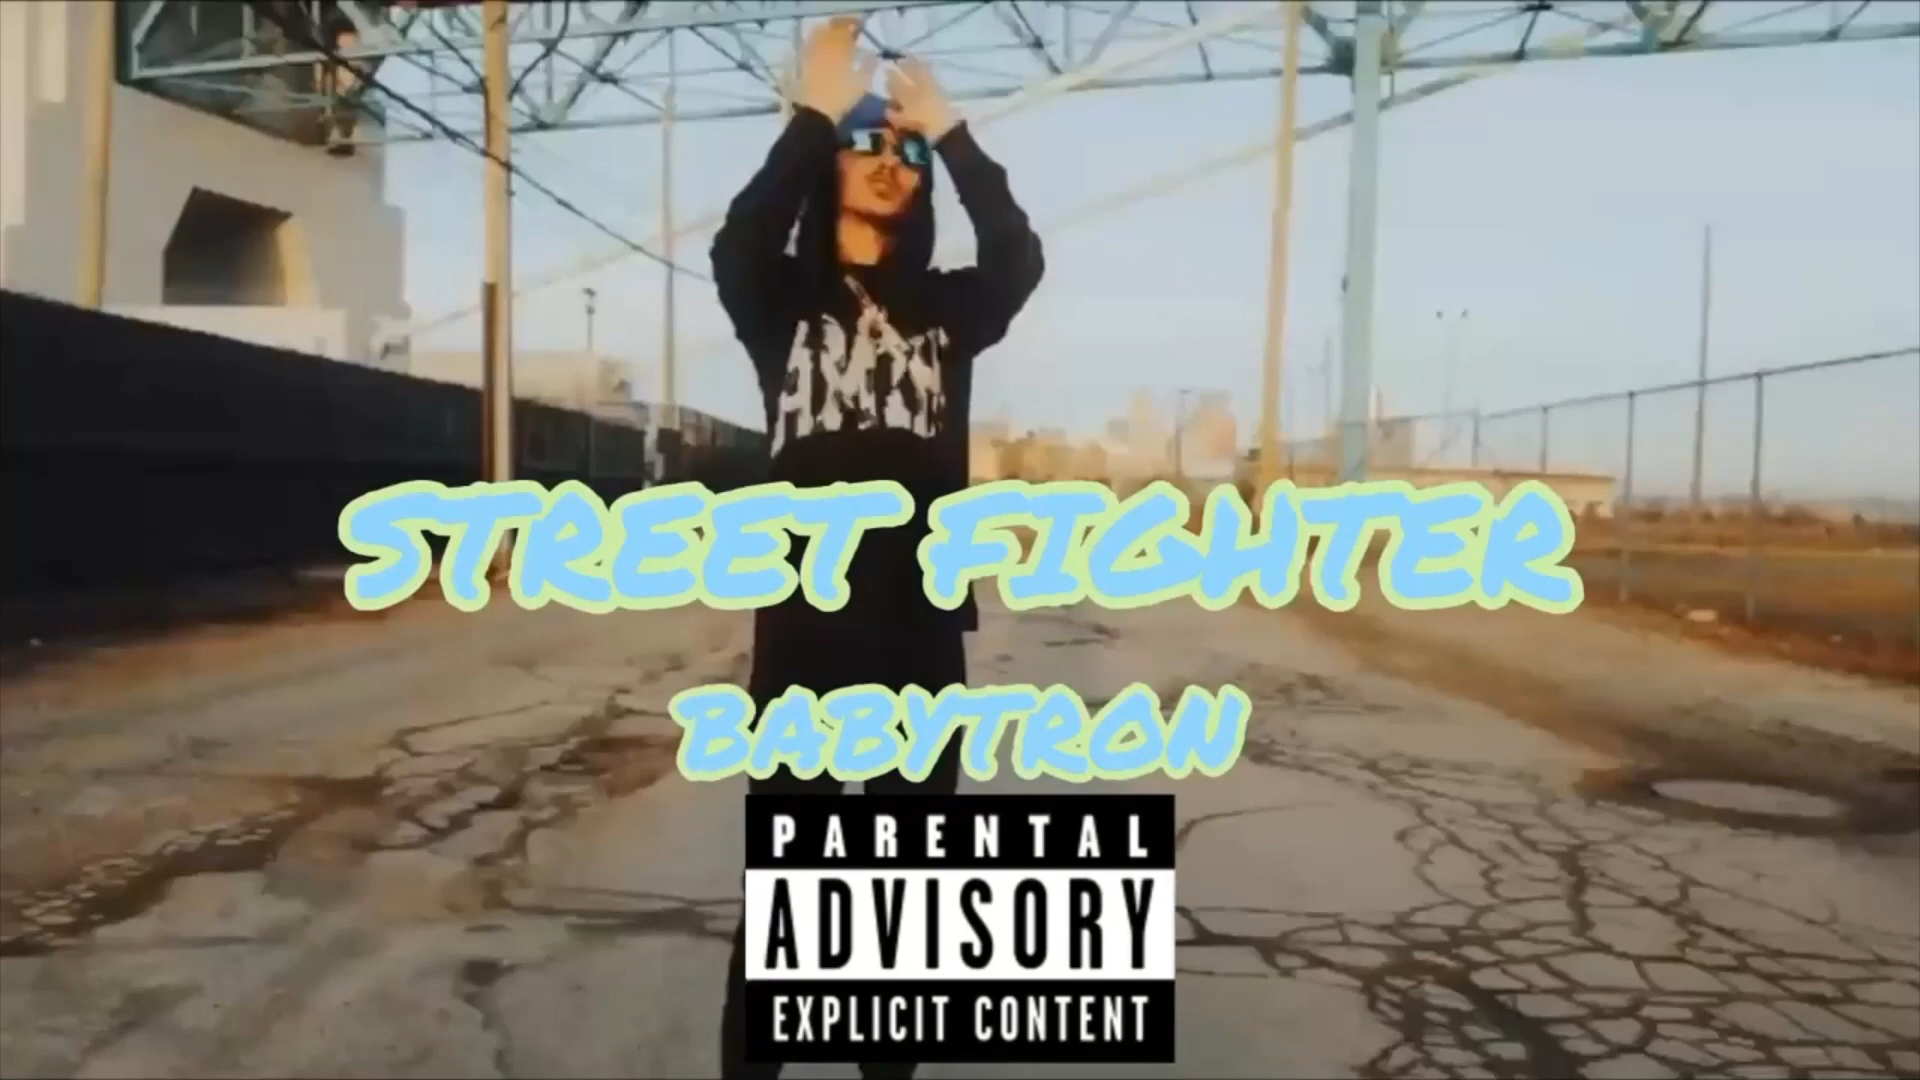 STREET FIGHTER
BABYTRON
PARENTAL
ADVISORY
EXPLICIT CONTENT